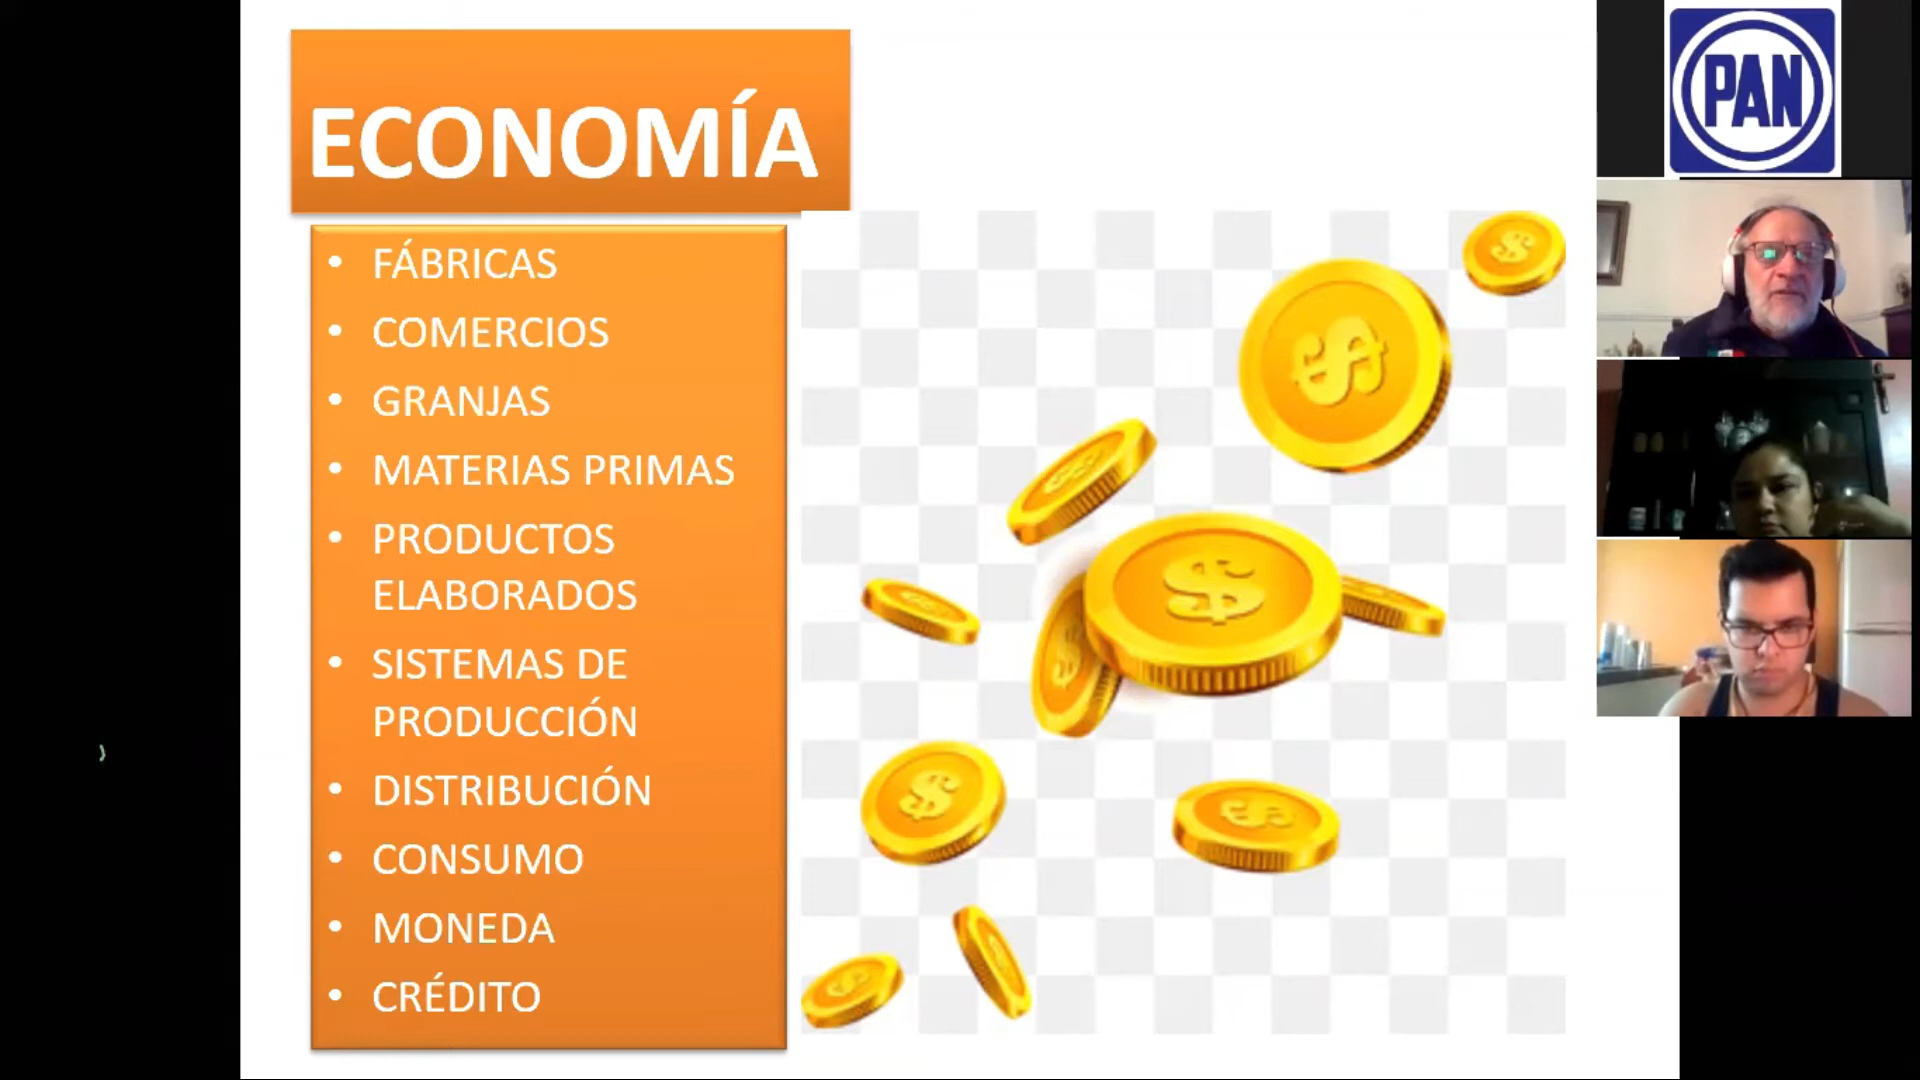 ECONOMÍA
• FÁBRICAS
• COMERCIOS
• GRANJAS
• MATERIAS PRIMAS
• PRODUCTOS
ELABORADOS
• SISTEMAS DE
PRODUCCIÓN
• DISTRIBUCIÓN
• CONSUMO
• MONEDA
• CRÉDITO
PAN
$
$
$
$
$
$
$
$
$